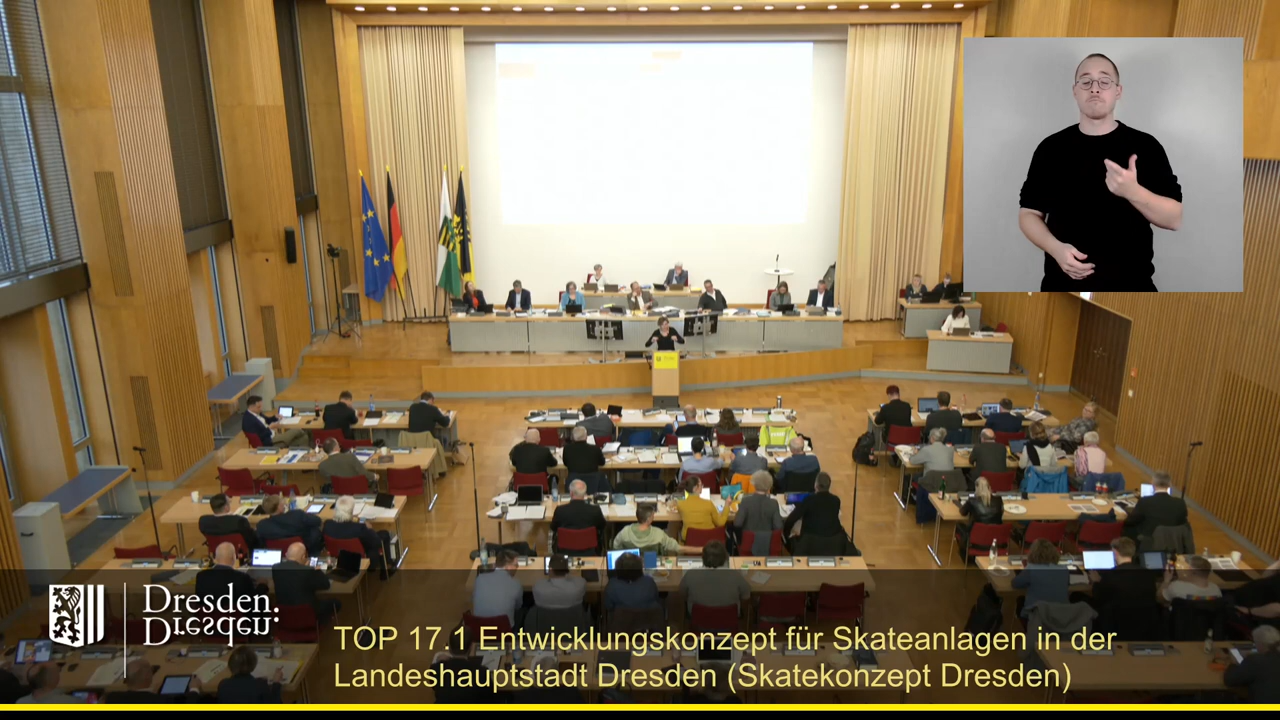 Dresden.
Dresden.
TOP 17.1 Entwicklungskonzept für Skateanlagen in der
Landeshauptstadt Dresden (Skatekonzept Dresden)